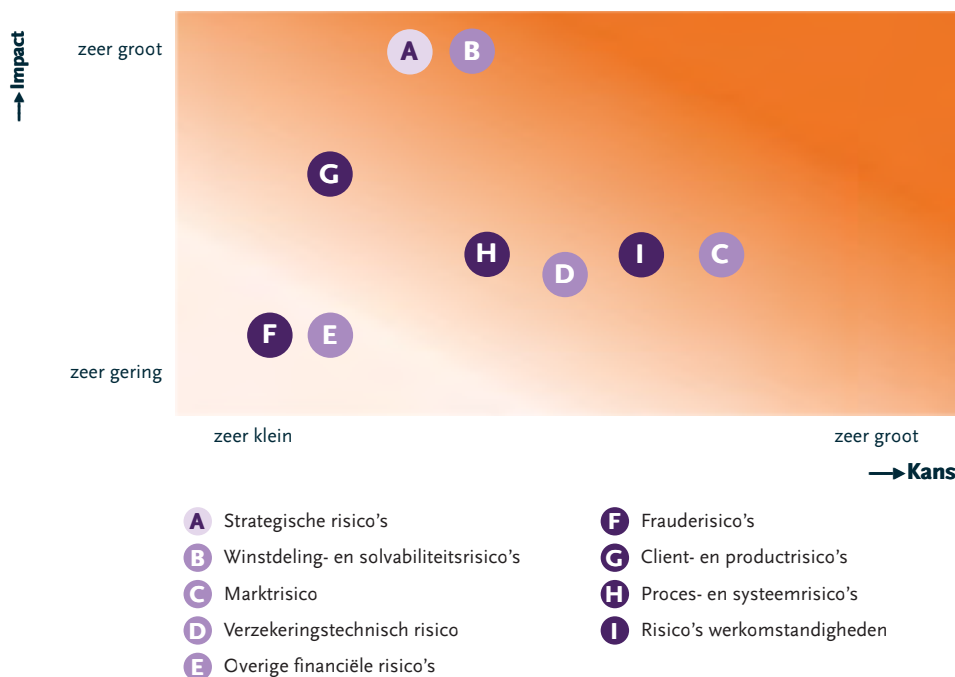 Impact
zeer groot
A
B
G
H
D
I
C
F
E
zeer gering
zeer klein
zeer groot
Kans
A Strategische risico's
B Winstdeling- en solvabiliteitsrisico's
C Marktrisico
D Verzekeringstechnisch risico
E Overige financiële risico's
F Frauderisico's
G Client- en productrisico's
H Proces- en systeemrisico's
I Risico's werkomstandigheden